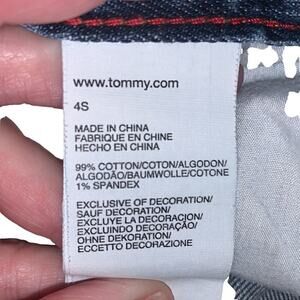 www.tommy.com
4S
MADE IN CHINA
FABRIQUE EN CHINE
HECHO EN CHINA
99% COTTON/COTON/ALGODON/
ALGODÃO/BAUMWOLLE/COTONE
1% SPANDEX
EXCLUSIVE OF DECORATION/
SAUF DECORATION/
EXCLUYE LA DECORACION/
EXCLUINDO DECORAÇÃO/
OHNE DEKORATION/
ECCETTO DECORAZIONE